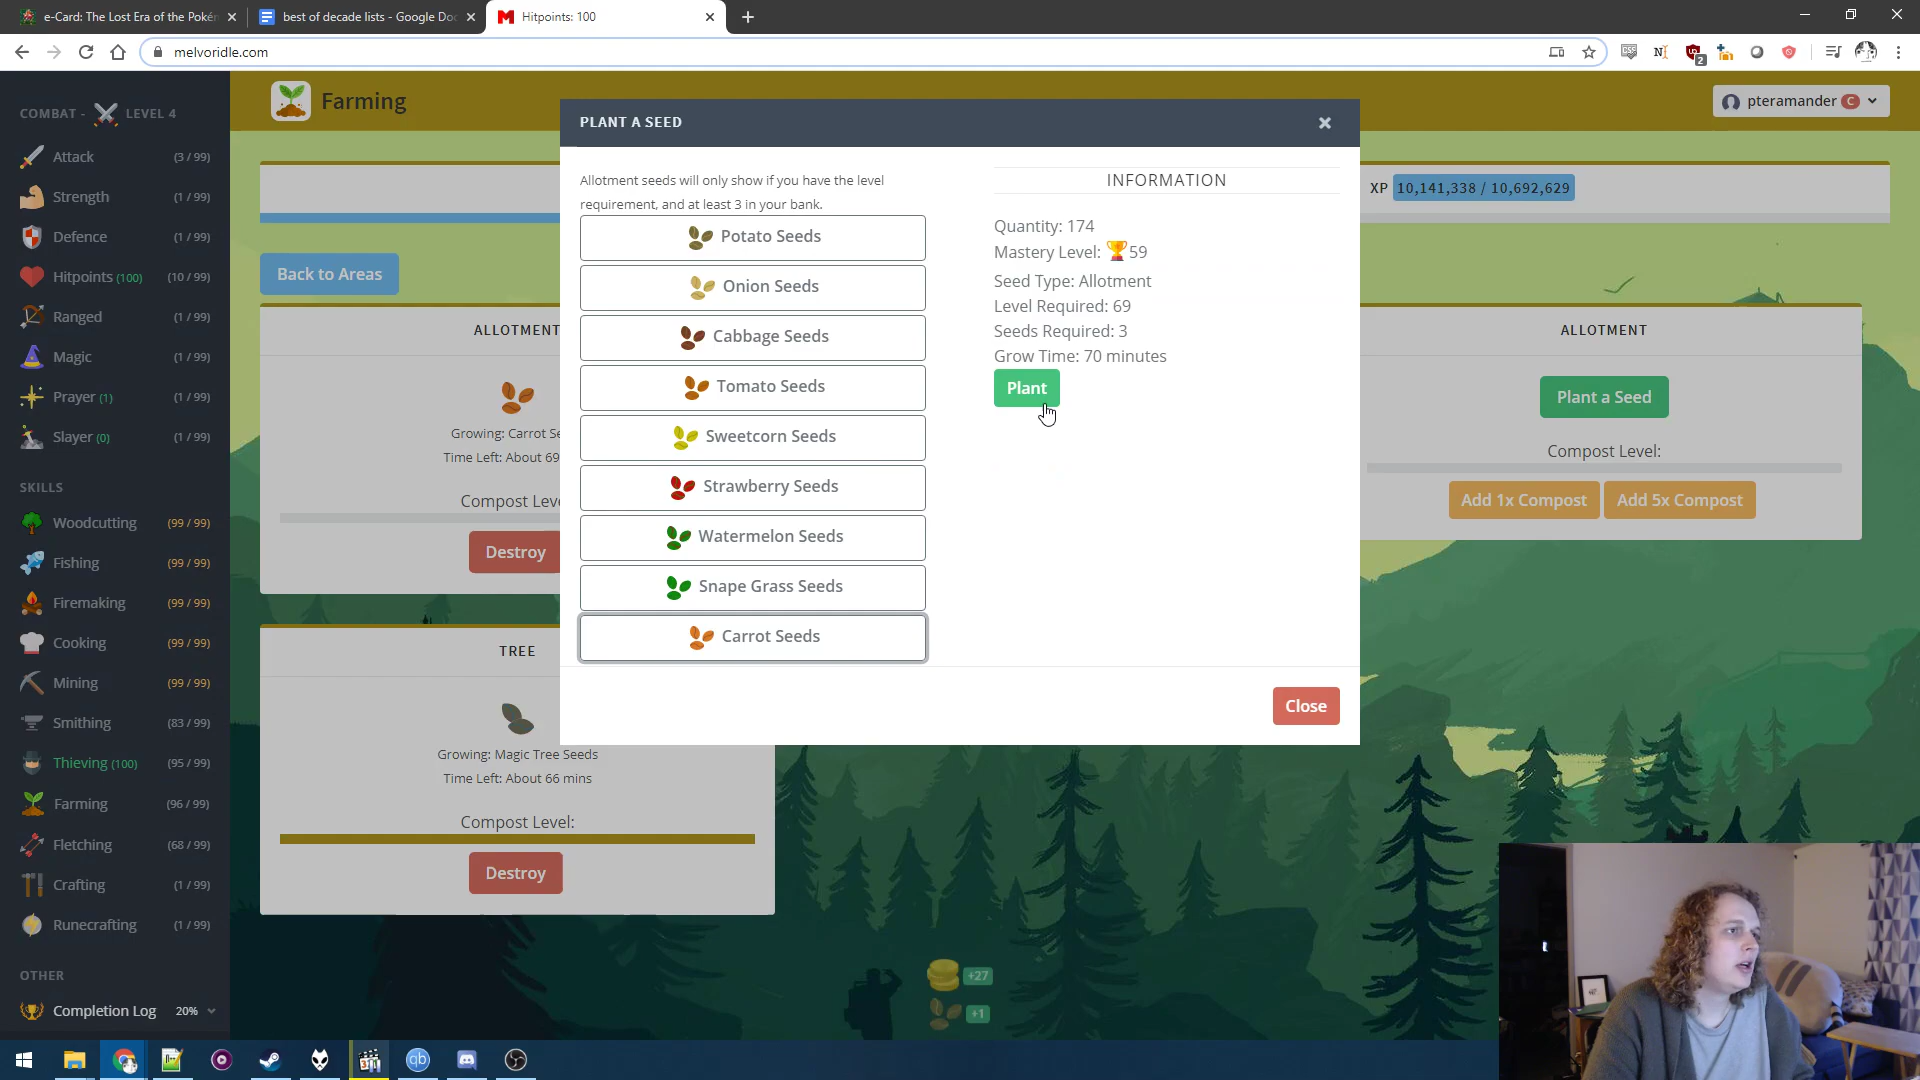 e-Card: The Lost Era of the Pokém
best of decade lists - Google Doc
Hitpoints: 100
melvoridle.com
2
COMBAT - LEVEL 4
Attack (3 / 99)
Strength (1 / 99)
Defence (1 / 99)
Hitpoints (100) (10 / 99)
Ranged (1 / 99)
Magic (1 / 99)
Prayer (1) (1 / 99)
Slayer (0) (1 / 99)
SKILLS
Woodcutting (99 / 99)
Fishing (99 / 99)
Firemaking (99 / 99)
Cooking (99 / 99)
Mining (99 / 99)
Smithing (83 / 99)
Thieving (100) (95 / 99)
Farming (96 / 99)
Fletching (68 / 99)
Crafting (1 / 99)
Runecrafting (1 / 99)
OTHER
Completion Log 20%
Farming
pteramander C
XP 10,141,338 / 10,692,629
Back to Areas
ALLOTMENT
Growing: Carrot Se
Time Left: About 69
Compost Leve
Destroy
TREE
Growing: Magic Tree Seeds
Time Left: About 66 mins
Compost Level:
Destroy
PLANT A SEED
Allotment seeds will only show if you have the level
requirement, and at least 3 in your bank.
Potato Seeds
Onion Seeds
Cabbage Seeds
Tomato Seeds
Sweetcorn Seeds
Strawberry Seeds
Watermelon Seeds
Snape Grass Seeds
Carrot Seeds
INFORMATION
Quantity: 174
Mastery Level: 59
Seed Type: Allotment
Level Required: 69
Seeds Required: 3
Grow Time: 70 minutes
Plant
Close
ALLOTMENT
Plant a Seed
Compost Level:
Add 1x Compost Add 5x Compost
+27
+1